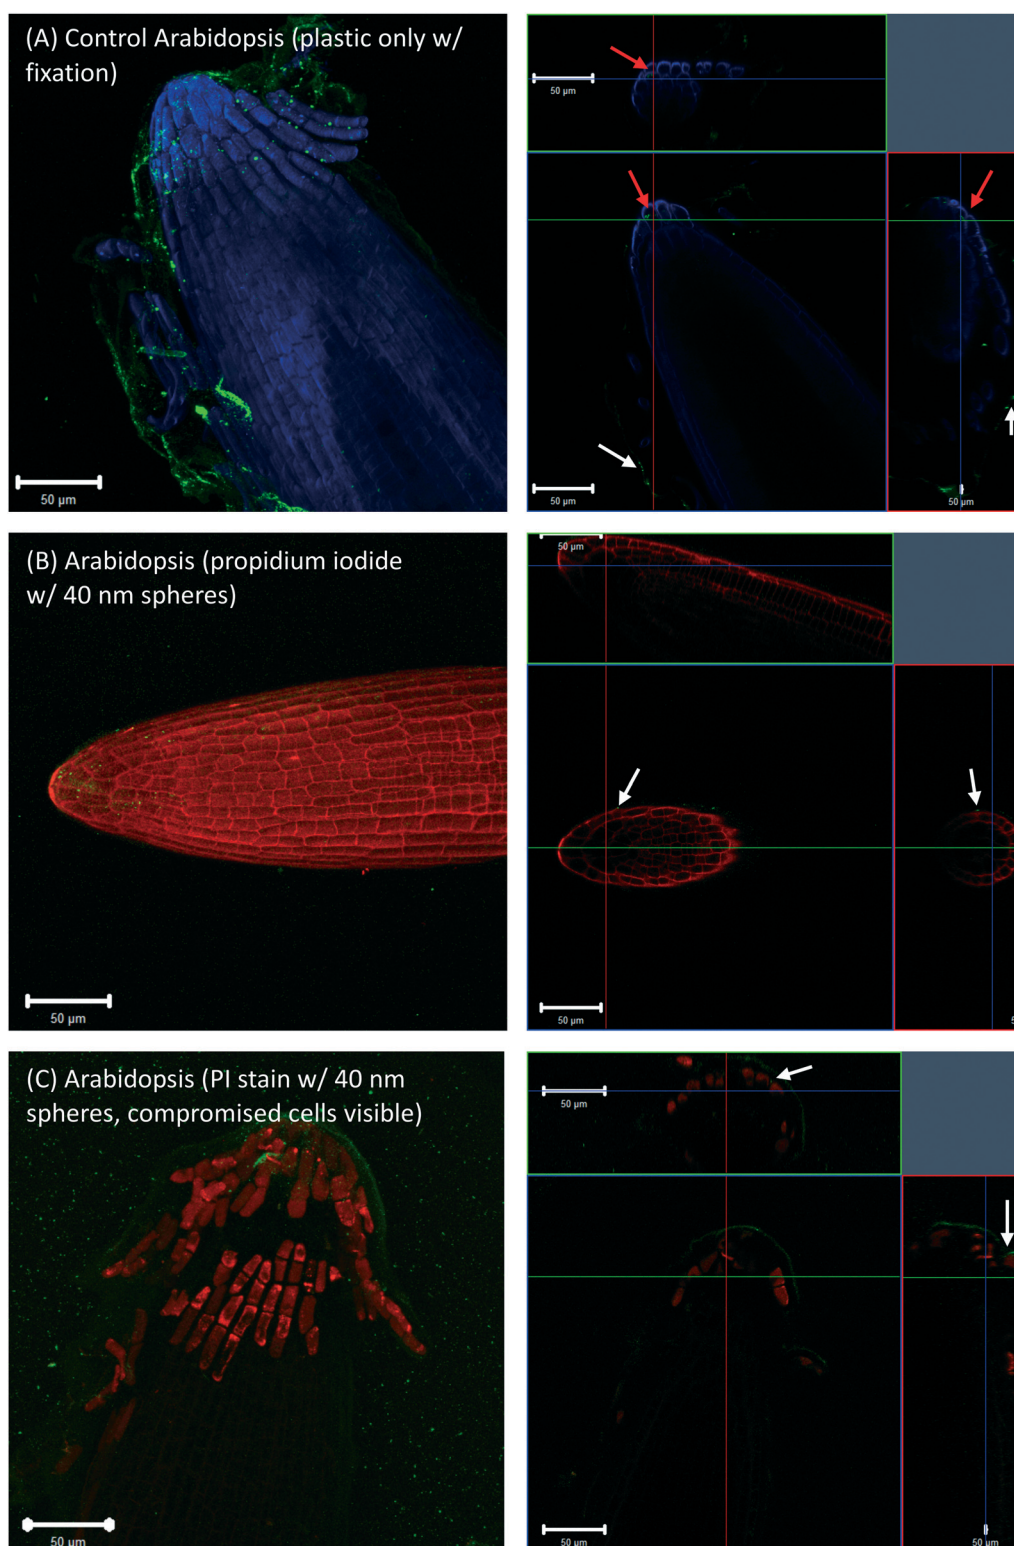 (A) Control Arabidopsis (plastic only w/
fixation)
50 µm
50 µm
50 µm
50 µm
(B) Arabidopsis (propidium iodide
w/ 40 nm spheres)
50 µm
50 µm
50 µm
(C) Arabidopsis (PI stain w/ 40 nm
spheres, compromised cells visible)
50 µm
50 µm
50 µm
50 µm